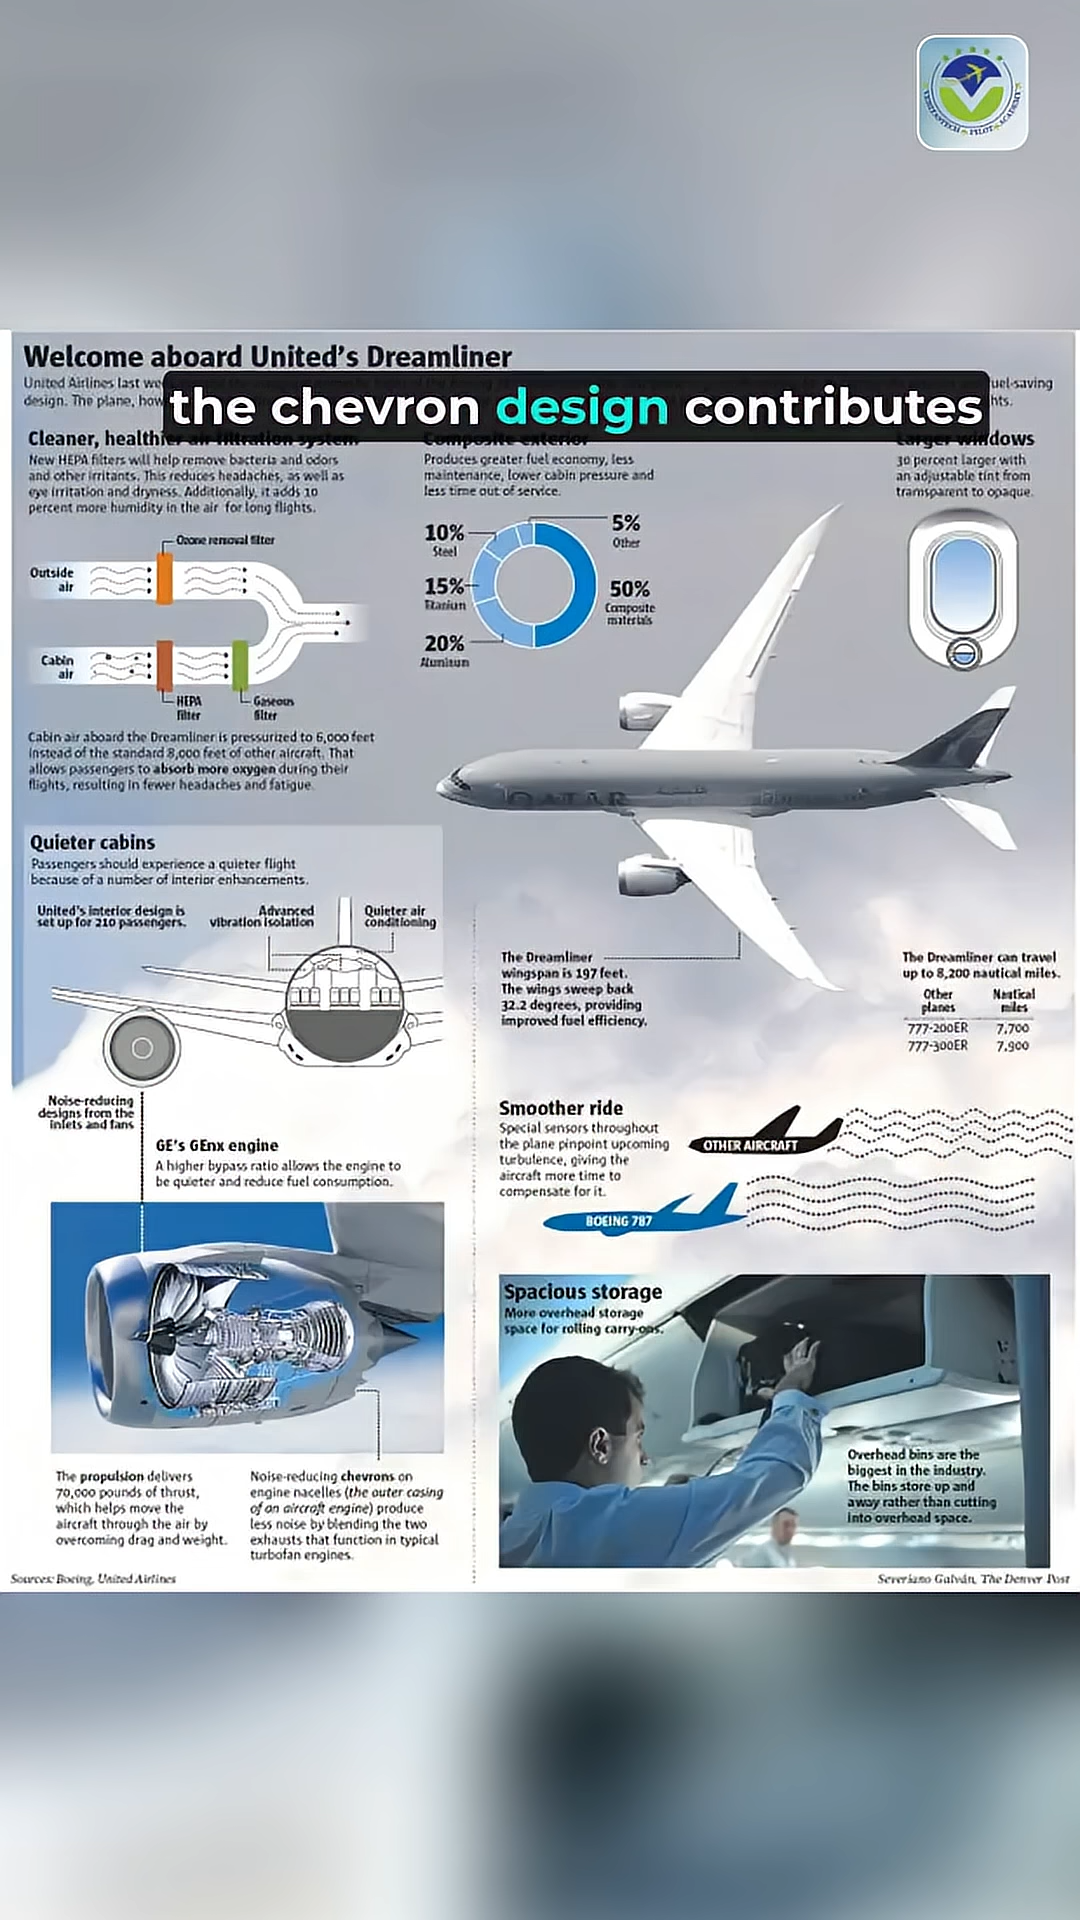 Welcome aboard United's Dreamliner
United Airlines last
fuel-saving
design. The plane,
the chevron design contributes
Cleaner, healthier air filtration system
New HEPA filters will help remove bacteria and odors
and other irritants. This reduces headaches, as well as
eye irritation and dryness. Additionally, it adds 10
percent more humidity in the air for long flights.
Ozone removal filter
Outside
air
Cabin
air
HEPA
filter
Gaseous
filter
Cabin air aboard the Dreamliner is pressurized to 6,000 feet
instead of the standard 8,000 feet of other aircraft. That
allows passengers to absorb more oxygen during their
flights, resulting in fewer headaches and fatigue.
Composite exterior
Produces greater fuel economy, less
maintenance, lower cabin pressure and
less time out of service.
10%
Steel
15%
Titanium
20%
Aluminum
5%
Other
50%
Composite
materials
Larger windows
30 percent larger with
an adjustable tint from
transparent to opaque.
QATAR
Quieter cabins
Passengers should experience a quieter flight
because of a number of interior enhancements.
United's interior design is
set up for 210 passengers.
Advanced
vibration isolation
Quieter air
conditioning
Noise-reducing
designs from the
inlets and fans
GE's GEnx engine
A higher bypass ratio allows the engine to
be quieter and reduce fuel consumption.
The propulsion delivers
70,000 pounds of thrust,
which helps move the
aircraft through the air by
overcoming drag and weight.
Noise-reducing chevrons on
engine nacelles (the outer casing
of an aircraft engine) produce
less noise by blending the two
exhausts that function in typical
turbofan engines.
The Dreamliner
wingspan is 197 feet.
The wings sweep back
32.2 degrees, providing
improved fuel efficiency.
The Dreamliner can travel
up to 8,200 nautical miles.
Other
planes
Nautical
miles
777-200ER 7,700
777-300ER 7,900
Smoother ride
Special sensors throughout
the plane pinpoint upcoming
turbulence, giving the
aircraft more time to
compensate for it.
OTHER AIRCRAFT
BOEING 787
Spacious storage
More overhead storage
space for rolling carry-ons.
Overhead bins are the
biggest in the industry.
The bins store up and
away rather than cutting
into overhead space.
Sources: Boeing, United Airlines
Severiano Galván, The Denver Post